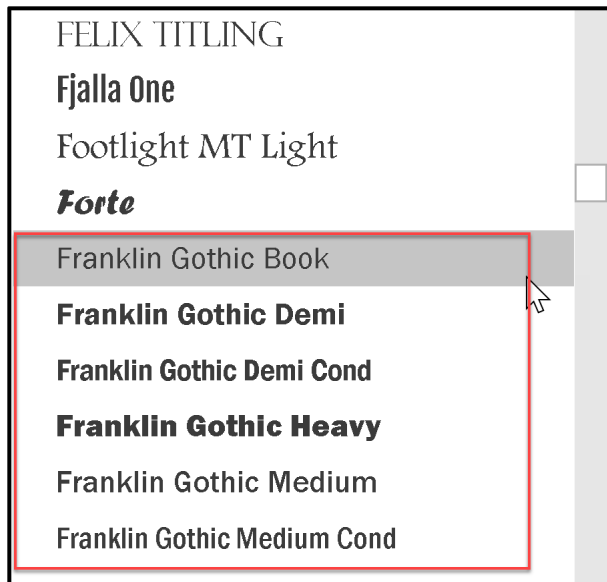 FELIX TITLING
Fjalla One
Footlight MT Light
Forte
Franklin Gothic Book
Franklin Gothic Demi
Franklin Gothic Demi Cond
Franklin Gothic Heavy
Franklin Gothic Medium
Franklin Gothic Medium Cond